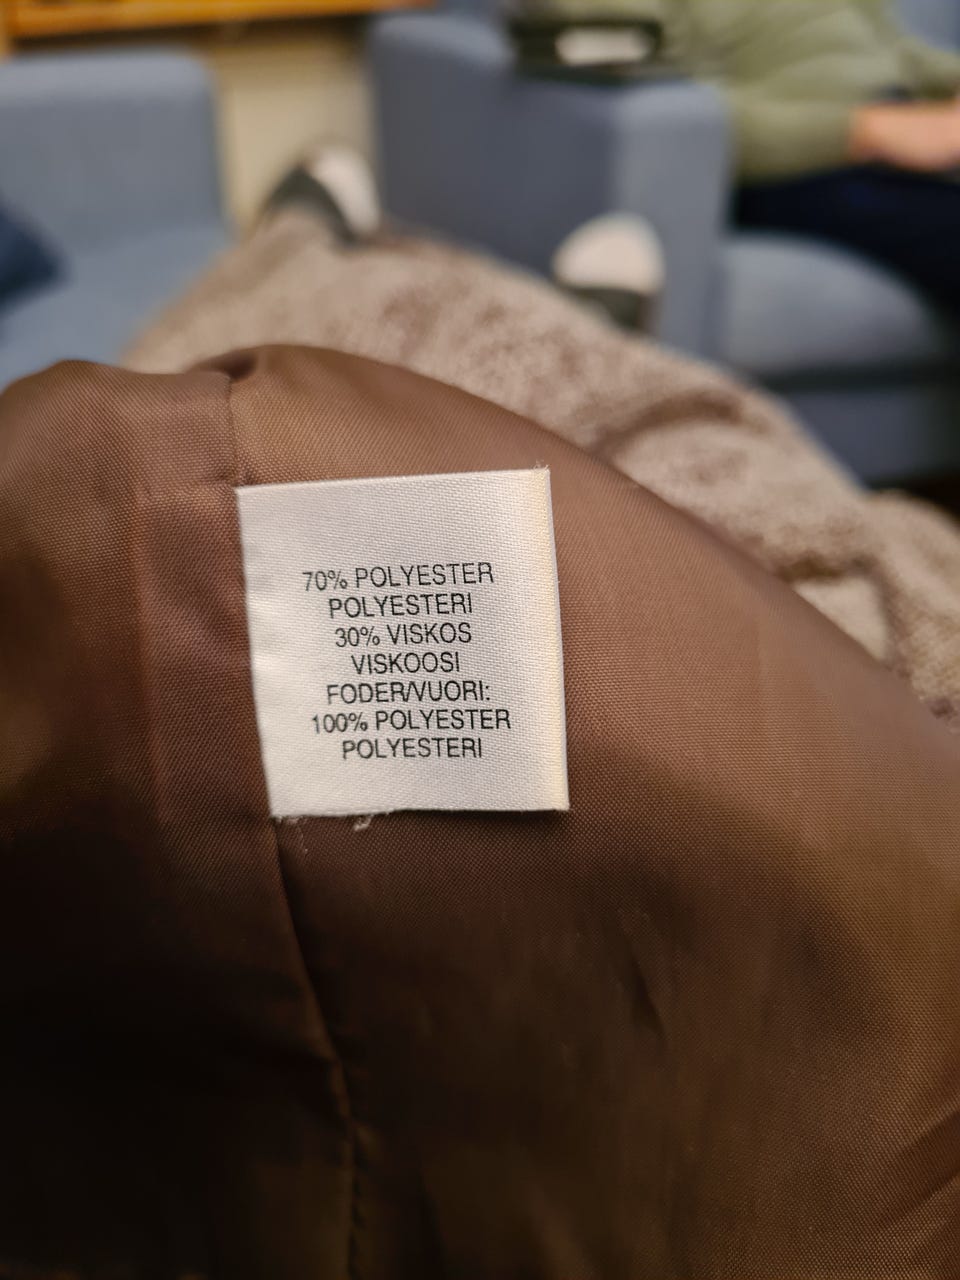 70% POLYESTER
POLYESTERI
30% VISKOS
VISKOOSI
FODER/VUORI:
100% POLYESTER
POLYESTERI